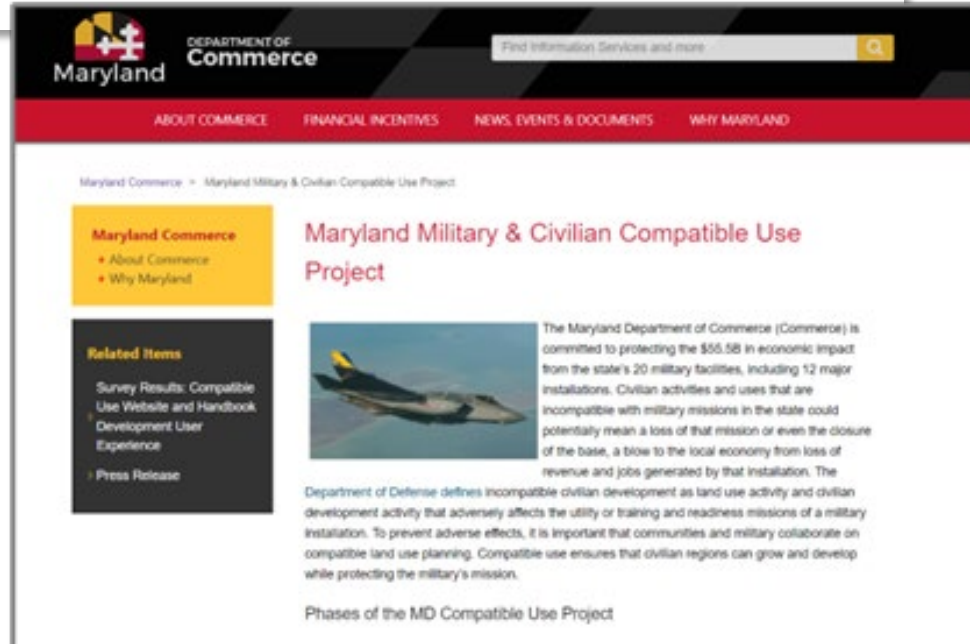 Maryland
DEPARTMENT OF
Commerce
Find Information Services and more
ABOUT COMMERCE FINANCIAL INCENTIVES NEWS, EVENTS & DOCUMENTS WHY MARYLAND
Maryland Commerce > Maryland Military & Civilian Compatible Use Project
Maryland Commerce
• About Commerce
• Why Maryland
Related Items
› Survey Results: Compatible
Use Website and Handbook
Development User
Experience
› Press Release
Maryland Military & Civilian Compatible Use
Project
The Maryland Department of Commerce (Commerce) is
committed to protecting the $55.5B in economic impact
from the state's 20 military facilities, including 12 major
installations. Civilian activities and uses that are
incompatible with military missions in the state could
potentially mean a loss of that mission or even the closure
of the base, a blow to the local economy from loss of
revenue and jobs generated by that installation. The
Department of Defense defines incompatible civilian development as land use activity and civilian
development activity that adversely affects the utility or training and readiness missions of a military
installation. To prevent adverse effects, it is important that communities and military collaborate on
compatible land use planning. Compatible use ensures that civilian regions can grow and develop
while protecting the military's mission.
Phases of the MD Compatible Use Project